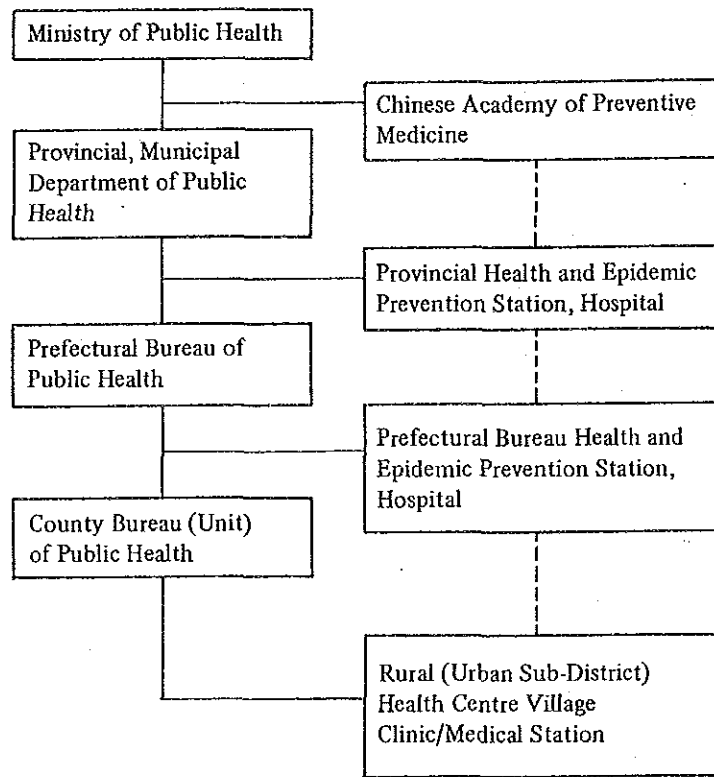 Ministry of Public Health
Chinese Academy of Preventive
Medicine
Provincial, Municipal
Department of Public
Health
Provincial Health and Epidemic
Prevention Station, Hospital
Prefectural Bureau of
Public Health
Prefectural Bureau Health and
Epidemic Prevention Station,
Hospital
County Bureau (Unit)
of Public Health
Rural (Urban Sub-District)
Health Centre Village
Clinic/Medical Station